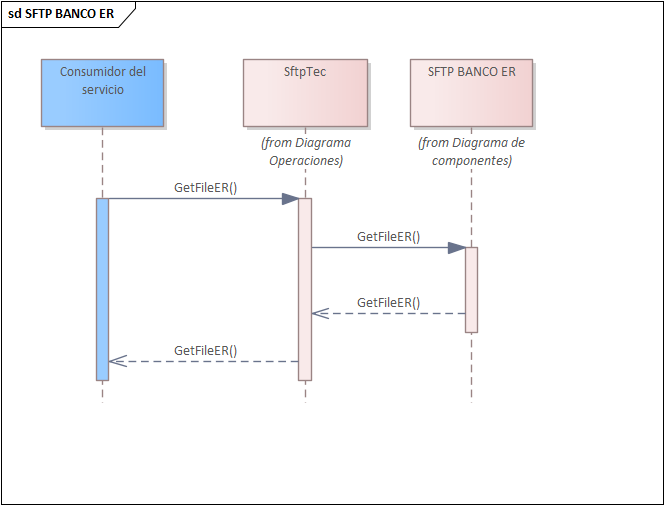 sd SFTP BANCO ER
Consumidor del
servicio
SftpTec
SFTP BANCO ER
(from Diagrama
Operaciones)
(from Diagrama de
componentes)
GetFileER()
GetFileER()
GetFileER()
GetFileER()